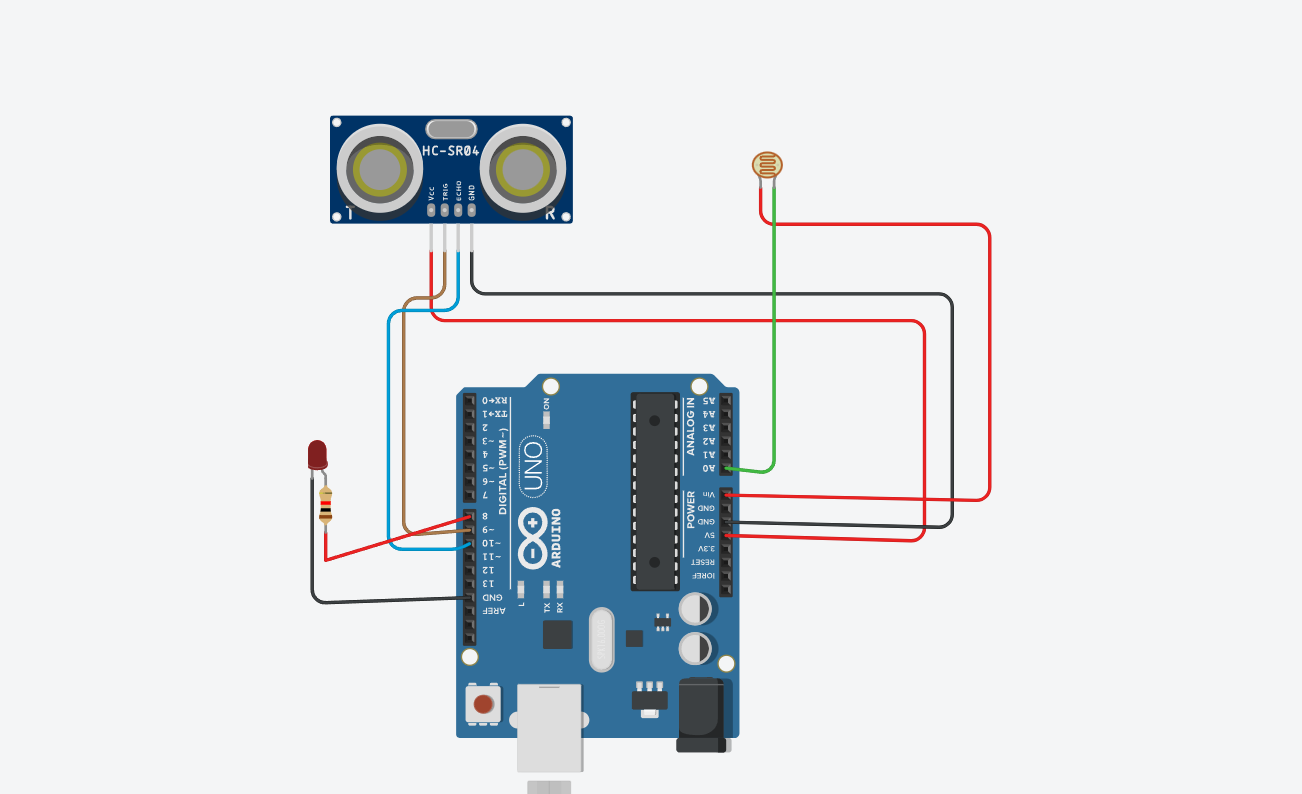 HC-SR04
VCC
TRIG
ECHO
GND
T
R
RX←0
TX→1
2
~3
4
~5
~6
7
DIGITAL (PWM~)
8
~9
~10
~11
12
13
GND
AREF
ON
UNO
ARDUINO
L
TX
RX
ANALOG IN
A5
A4
A3
A2
A1
A0
POWER
Vin
GND
GND
5V
3.3V
RESET
IOREF